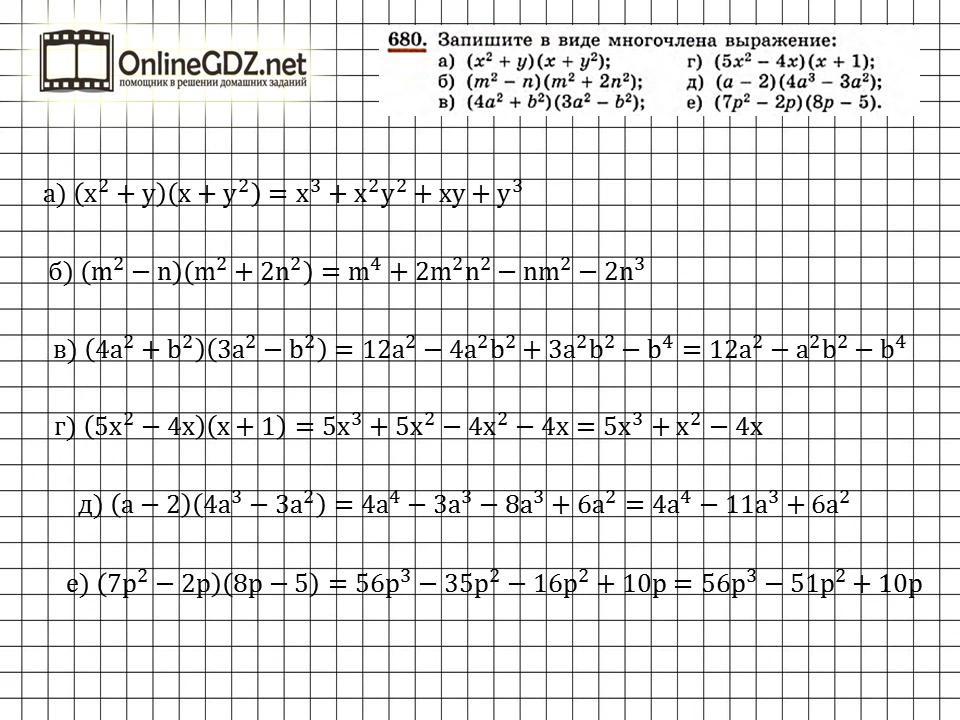 OnlineGDZ.net
помощник в решении домашних заданий
680. Запишите в виде многочлена выражение:
а) (x² + y)(x + y²); г) (5x² − 4x)(x + 1);
б) (m² − n)(m² + 2n²); д) (a − 2)(4a³ − 3a²);
в) (4a² + b²)(3a² − b²); е) (7p² − 2p)(8p − 5).
а) (x² + y)(x + y²) = x³ + x²y² + xy + y³
б) (m² − n)(m² + 2n²) = m⁴ + 2m²n² − nm² − 2n³
в) (4a² + b²)(3a² − b²) = 12a² − 4a²b² + 3a²b² − b⁴ = 12a² − a²b² − b⁴
г) (5x² − 4x)(x + 1) = 5x³ + 5x² − 4x² − 4x = 5x³ + x² − 4x
д) (a − 2)(4a³ − 3a²) = 4a⁴ − 3a³ − 8a³ + 6a² = 4a⁴ − 11a³ + 6a²
е) (7p² − 2p)(8p − 5) = 56p³ − 35p² − 16p² + 10p = 56p³ − 51p² + 10p